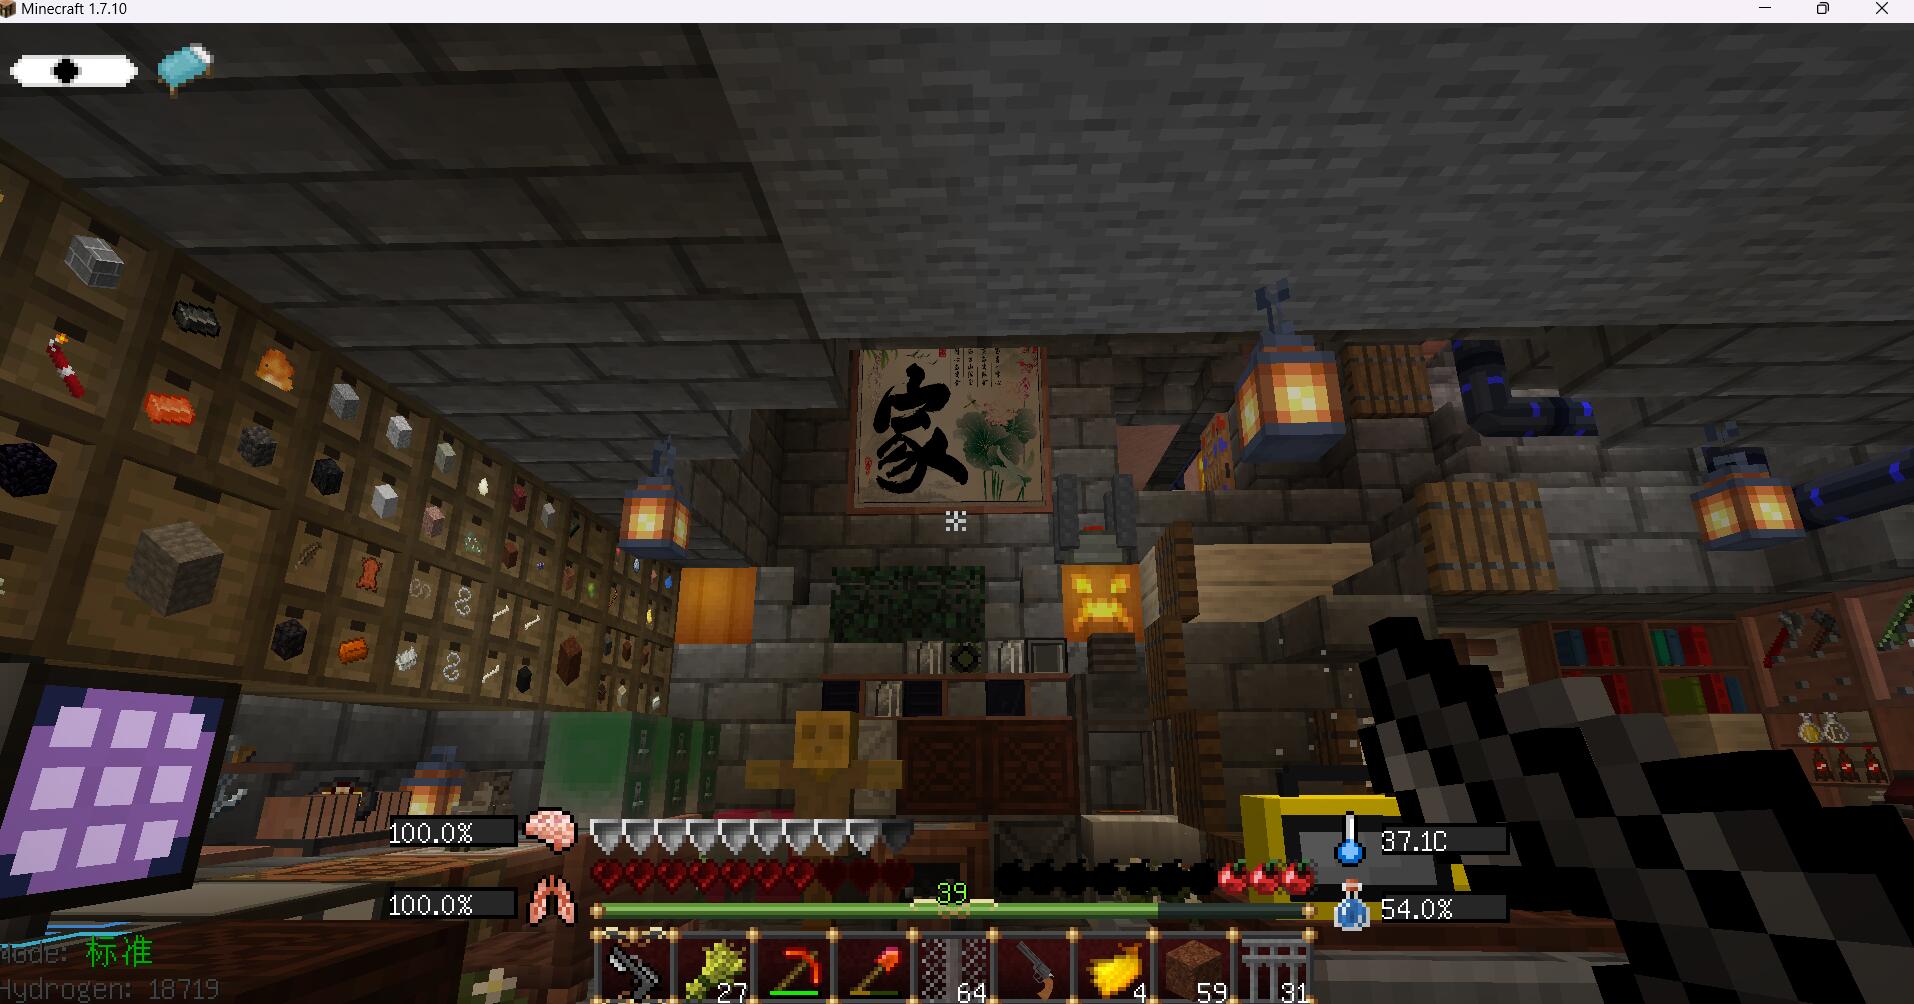 Minecraft 1.7.10
家
100.0%
37.1C
39
100.0%
54.0%
Mode: 标准
Hydrogen: 18719
27
64
4
59
31